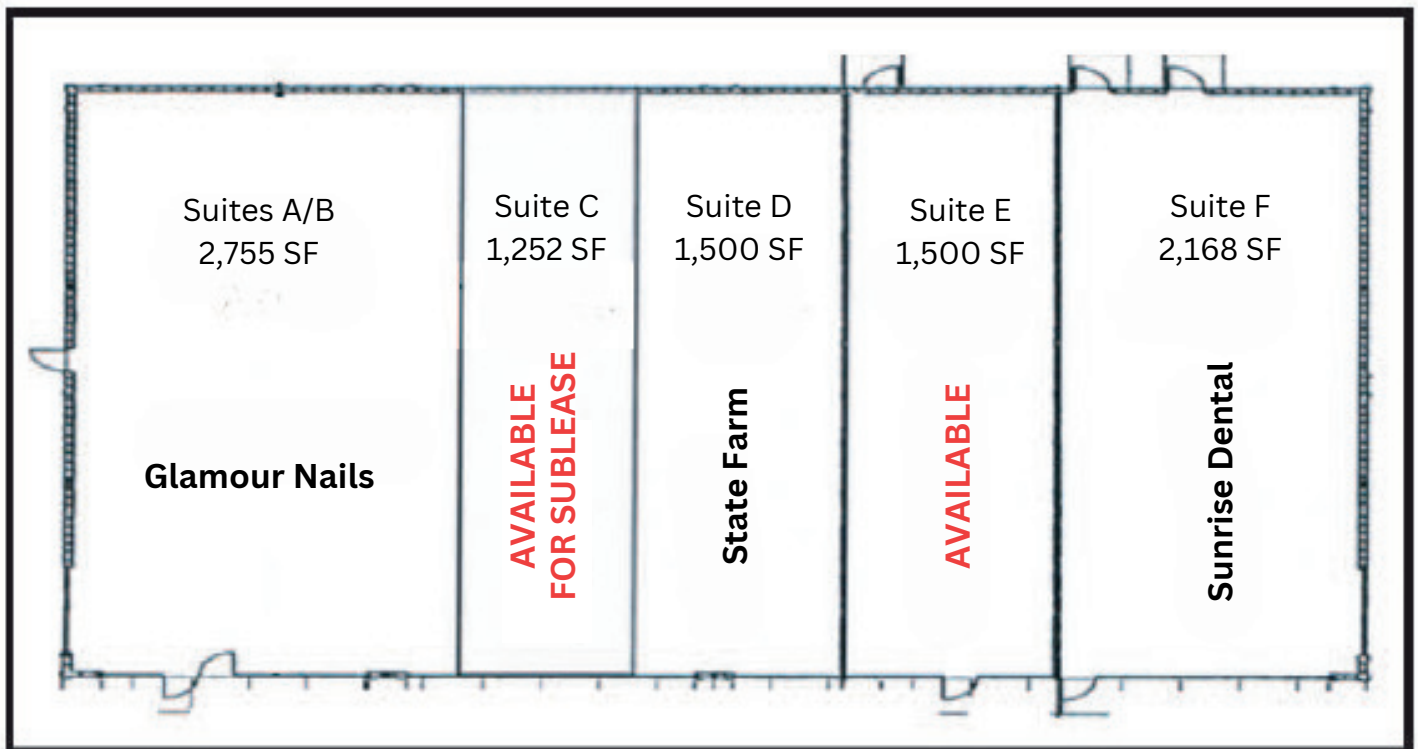 Suites A/B
2,755 SF
Glamour Nails
Suite C
1,252 SF
AVAILABLE
FOR SUBLEASE
Suite D
1,500 SF
State Farm
Suite E
1,500 SF
AVAILABLE
Suite F
2,168 SF
Sunrise Dental